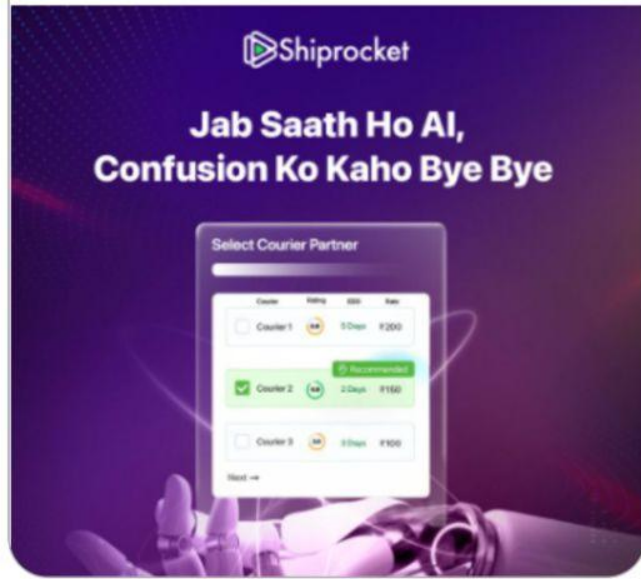 Shiprocket
Jab Saath Ho AI,
Confusion Ko Kaho Bye Bye
Select Courier Partner
Courier Rating EDD Rate
Courier 1 5 Days ₹200
Recommended
Courier 2 2 Days ₹150
Courier 3 3 Days ₹100
Next →